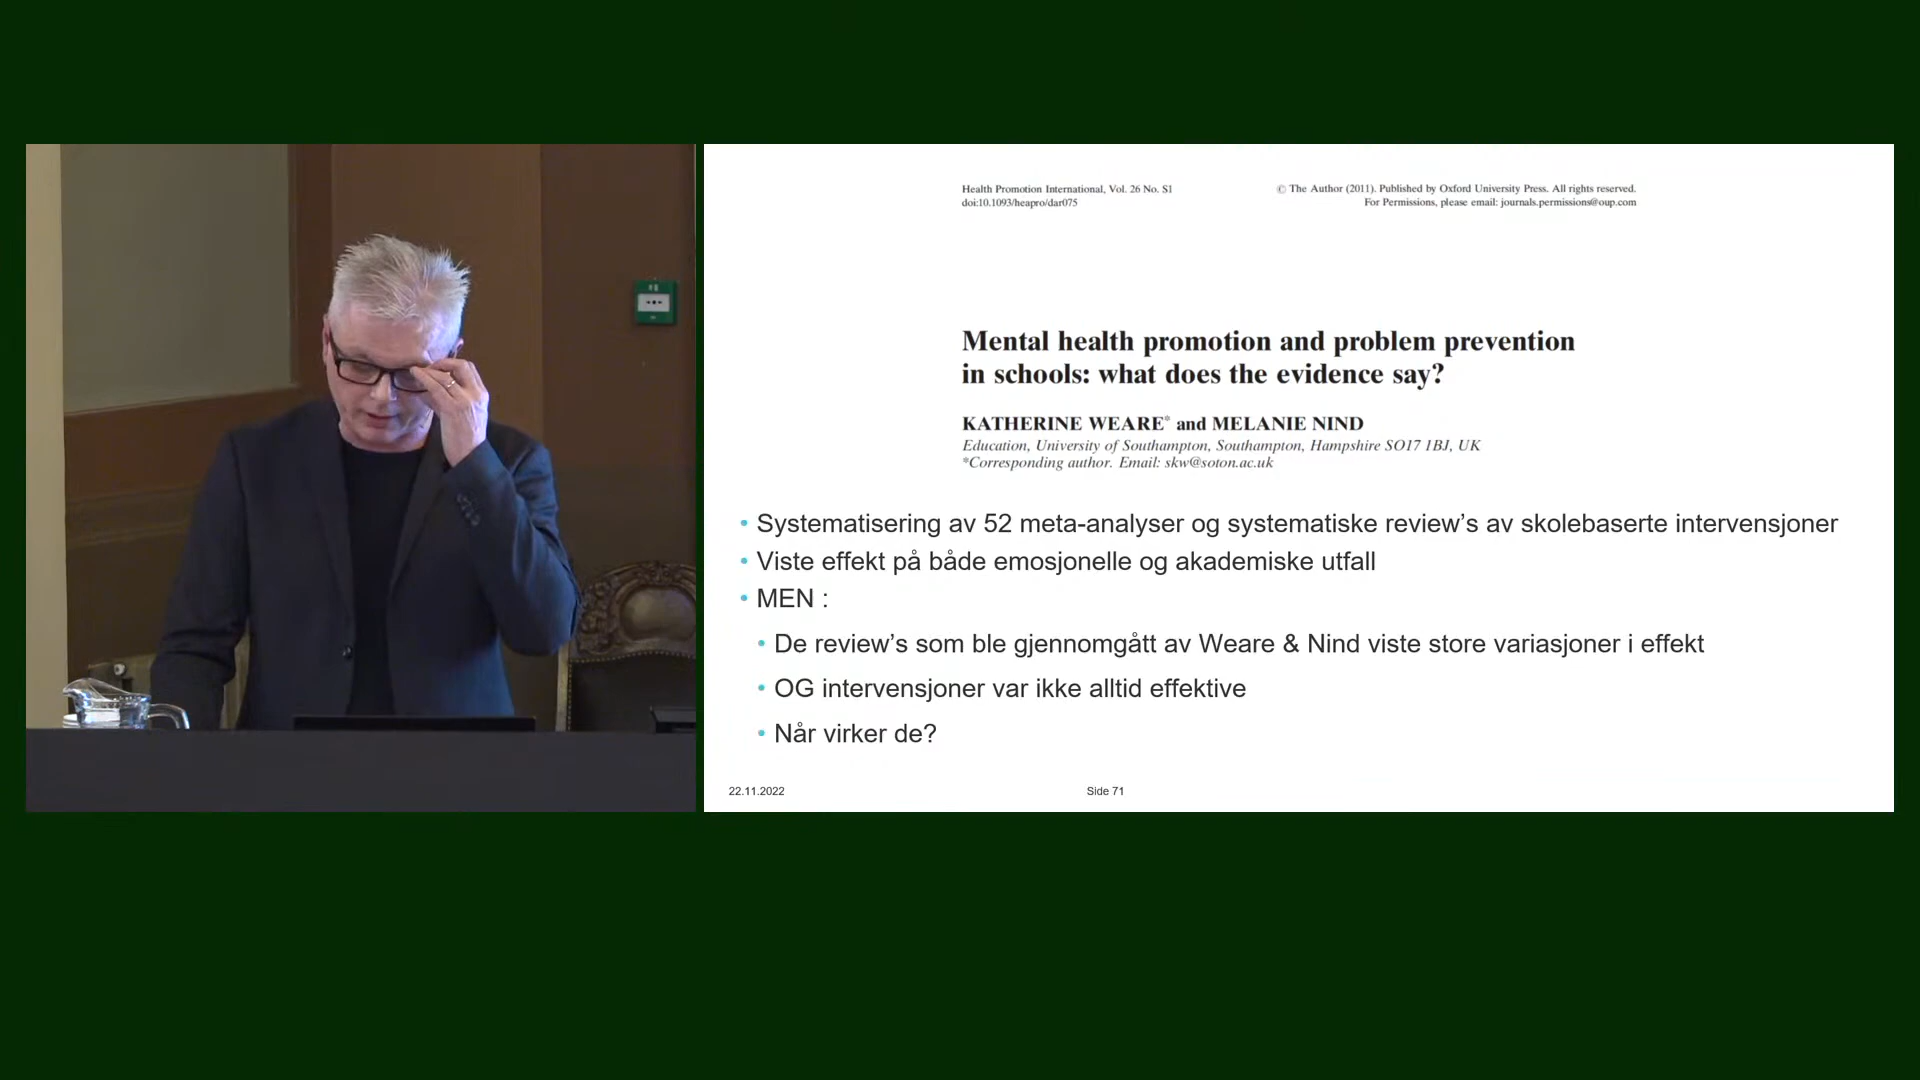 Health Promotion International, Vol. 26 No. S1
doi:10.1093/heapro/dar075
© The Author (2011). Published by Oxford University Press. All rights reserved.
For Permissions, please email: journals.permissions@oup.com
Mental health promotion and problem prevention
in schools: what does the evidence say?
KATHERINE WEARE* and MELANIE NIND
Education, University of Southampton, Southampton, Hampshire SO17 1BJ, UK
*Corresponding author. Email: skw@soton.ac.uk
• Systematisering av 52 meta-analyser og systematiske review’s av skolebaserte intervensjoner
• Viste effekt på både emosjonelle og akademiske utfall
• MEN :
• De review’s som ble gjennomgått av Weare & Nind viste store variasjoner i effekt
• OG intervensjoner var ikke alltid effektive
• Når virker de?
22.11.2022
Side 71